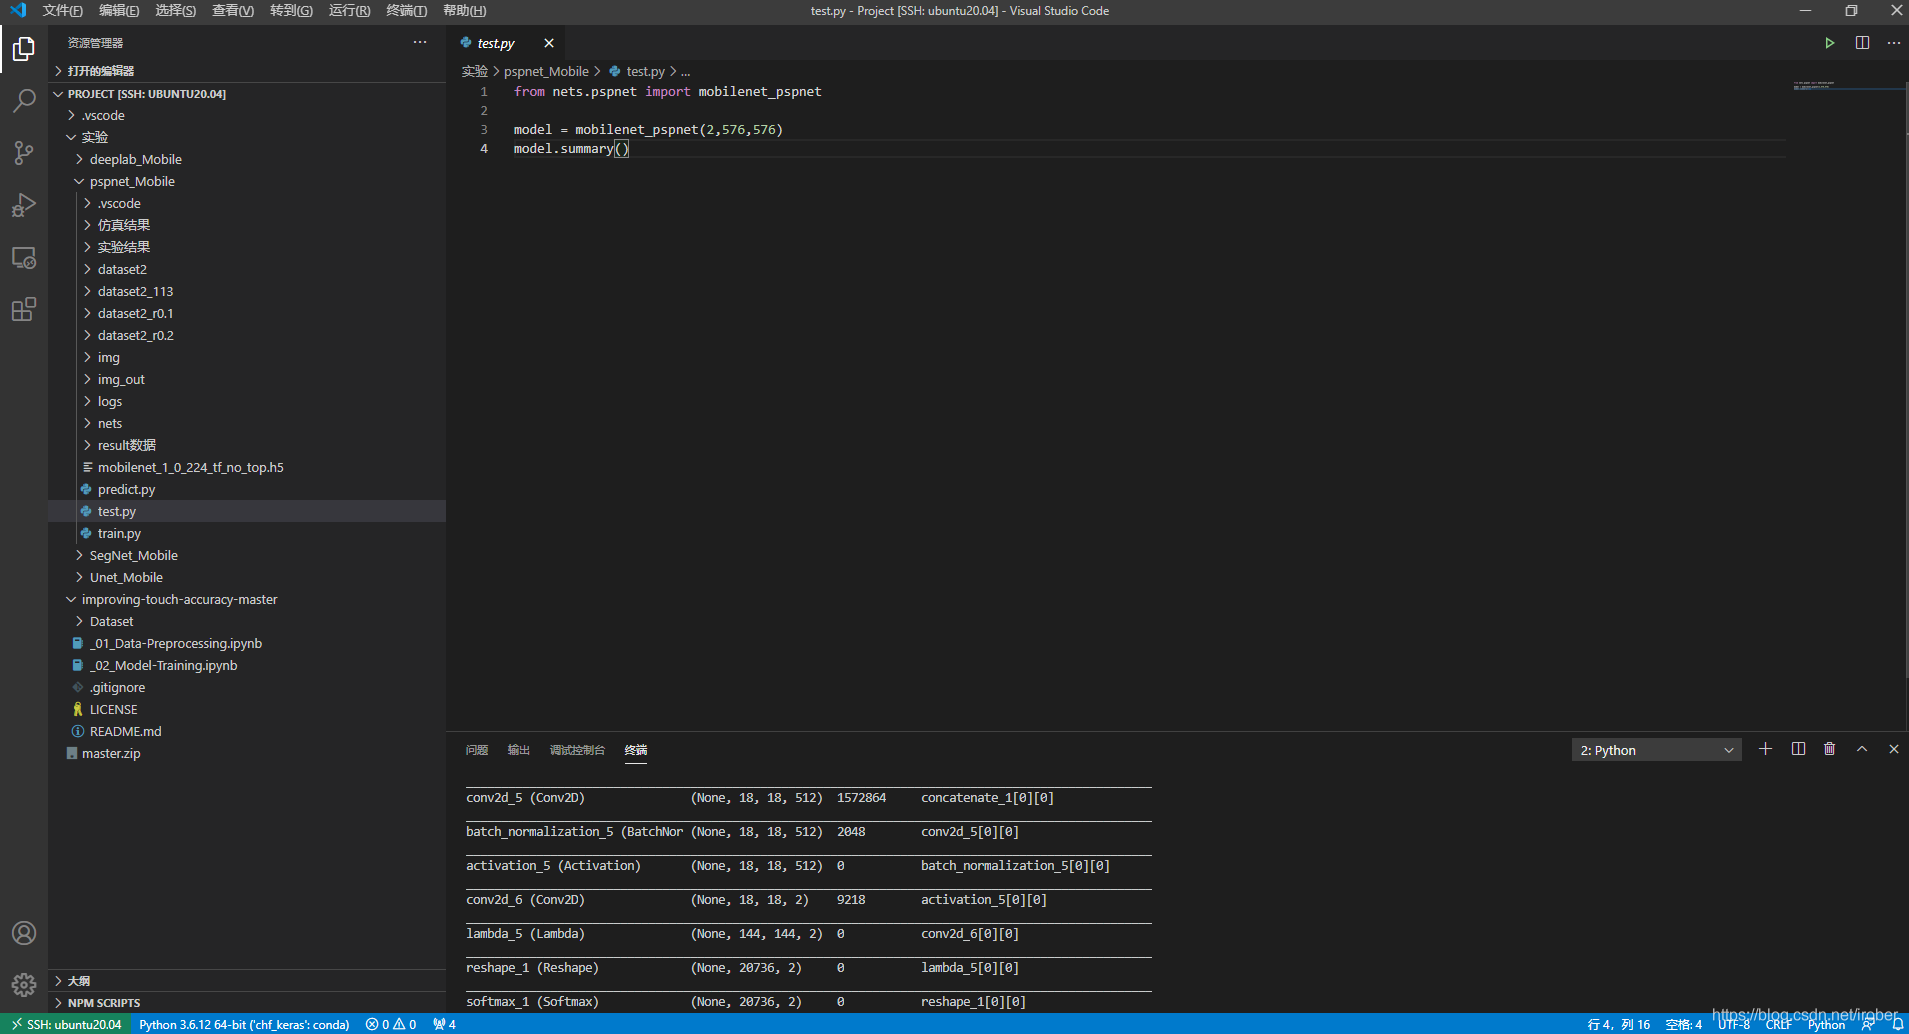 文件(F) 编辑(E) 选择(S) 查看(V) 转到(G) 运行(R) 终端(T) 帮助(H) test.py - Project [SSH: ubuntu20.04] - Visual Studio Code
资源管理器
打开的编辑器
PROJECT [SSH: UBUNTU20.04]
.vscode
实验
deeplab_Mobile
pspnet_Mobile
.vscode
仿真结果
实验结果
dataset2
dataset2_113
dataset2_r0.1
dataset2_r0.2
img
img_out
logs
nets
result数据
mobilenet_1_0_224_tf_no_top.h5
predict.py
test.py
train.py
SegNet_Mobile
Unet_Mobile
improving-touch-accuracy-master
Dataset
_01_Data-Preprocessing.ipynb
_02_Model-Training.ipynb
.gitignore
LICENSE
README.md
master.zip
大纲
NPM SCRIPTS
test.py
实验 > pspnet_Mobile > test.py > ...
1 from nets.pspnet import mobilenet_pspnet
2
3 model = mobilenet_pspnet(2,576,576)
4 model.summary()
问题 输出 调试控制台 终端 2: Python
conv2d_5 (Conv2D) (None, 18, 18, 512) 1572864 concatenate_1[0][0]
batch_normalization_5 (BatchNor (None, 18, 18, 512) 2048 conv2d_5[0][0]
activation_5 (Activation) (None, 18, 18, 512) 0 batch_normalization_5[0][0]
conv2d_6 (Conv2D) (None, 18, 18, 2) 9218 activation_5[0][0]
lambda_5 (Lambda) (None, 144, 144, 2) 0 conv2d_6[0][0]
reshape_1 (Reshape) (None, 20736, 2) 0 lambda_5[0][0]
softmax_1 (Softmax) (None, 20736, 2) 0 reshape_1[0][0]
https://blog.csdn.net/irober
SSH: ubuntu20.04 Python 3.6.12 64-bit ('chf_keras': conda) 0 0 4 行 4，列 16 空格: 4 UTF-8 CRLF Python